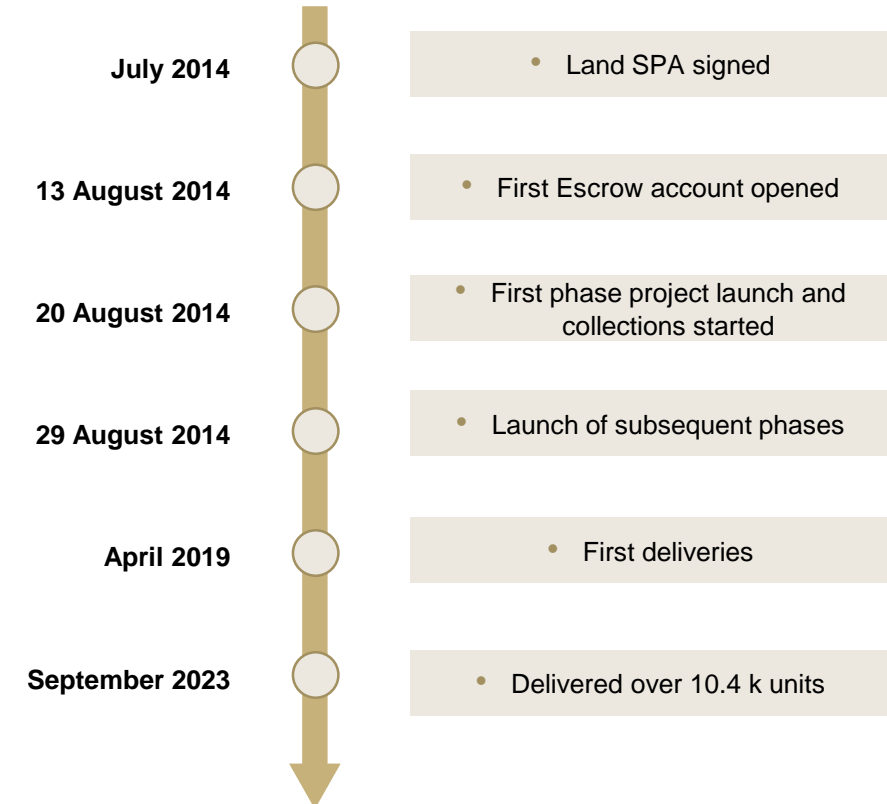 July 2014
• Land SPA signed
13 August 2014
• First Escrow account opened
20 August 2014
• First phase project launch and
collections started
29 August 2014
• Launch of subsequent phases
April 2019
• First deliveries
September 2023
• Delivered over 10.4 k units